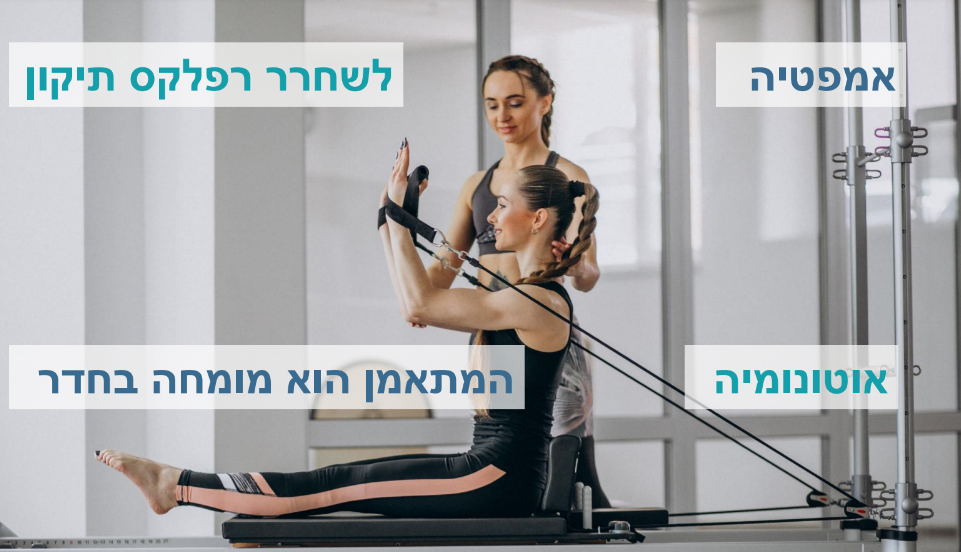 אמפטיה
לשחרר רפלקס תיקון
אוטונומיה
המתאמן הוא מומחה בחדר